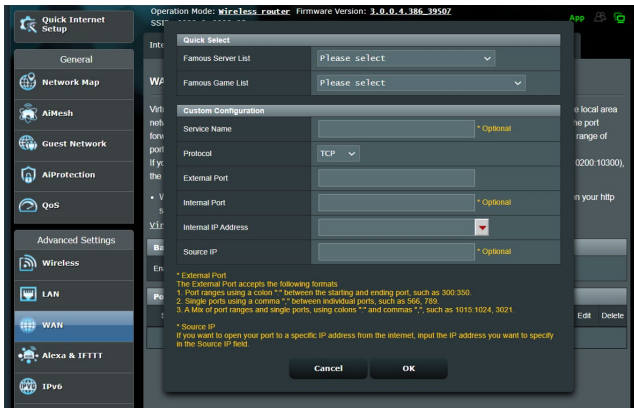 Quick Internet Setup
Operation Mode: Wireless router Firmware Version: 3.0.0.4.386_39507
App
General
Network Map
AiMesh
Guest Network
AiProtection
QoS
Advanced Settings
Wireless
LAN
WAN
Alexa & IFTTT
IPv6
Quick Select
Famous Server List Please select
Famous Game List Please select
Custom Configuration
Service Name * Optional
Protocol TCP
External Port
Internal Port * Optional
Internal IP Address
Source IP * Optional
* External Port
The External Port accepts the following formats
1. Port ranges using a colon ":" between the starting and ending port, such as 300:350.
2. Single ports using a comma "," between individual ports, such as 566, 789.
3. A Mix of port ranges and single ports, using colons ":" and commas ",", such as 1015:1024, 3021.
* Source IP
If you want to open your port to a specific IP address from the internet, input the IP address you want to specify
in the Source IP field.
Cancel OK
e local area
he port
range of
0200:10300),
n your http
Edit Delete